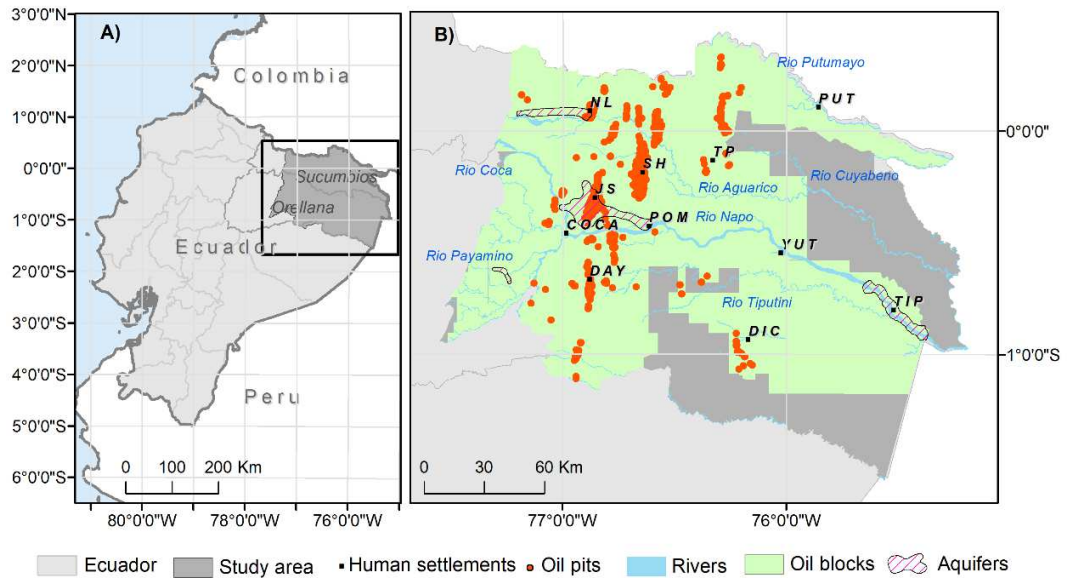 A)
3°0'0"N
2°0'0"N
1°0'0"N
0°0'0"
1°0'0"S
2°0'0"S
3°0'0"S
4°0'0"S
5°0'0"S
6°0'0"S
Colombia
Sucumbios
Orellana
Ecuador
Peru
0 100 200 Km
80°0'0"W 78°0'0"W 76°0'0"W
B)
Rio Putumayo
PUT
NL
0°0'0"
TP
SH
Rio Coca
Rio Aguarico
Rio Cuyabeno
JS
POM
Rio Napo
COCA
YUT
Rio Payamino
DAY
Rio Tiputini
TIP
DIC
1°0'0"S
0 30 60 Km
77°0'0"W 76°0'0"W
Ecuador Study area Human settlements Oil pits Rivers Oil blocks Aquifers